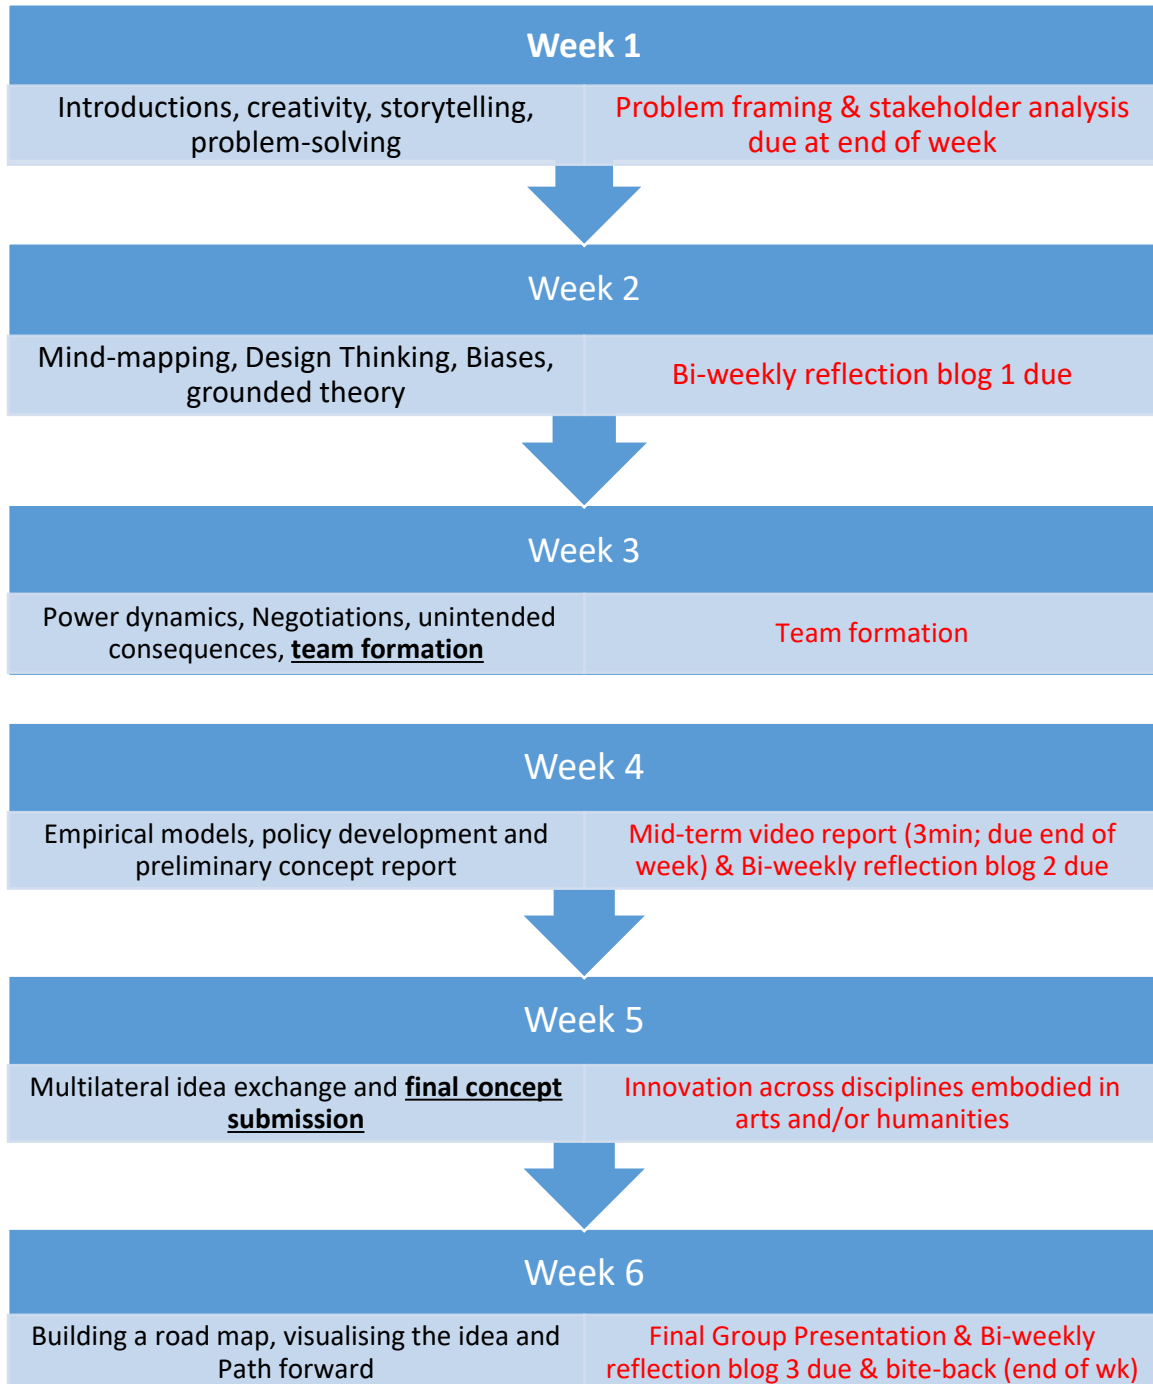 Week 1
Introductions, creativity, storytelling,
problem-solving
Problem framing & stakeholder analysis
due at end of week
Week 2
Mind-mapping, Design Thinking, Biases,
grounded theory
Bi-weekly reflection blog 1 due
Week 3
Power dynamics, Negotiations, unintended
consequences, team formation
Team formation
Week 4
Empirical models, policy development and
preliminary concept report
Mid-term video report (3min; due end of
week) & Bi-weekly reflection blog 2 due
Week 5
Multilateral idea exchange and final concept
submission
Innovation across disciplines embodied in
arts and/or humanities
Week 6
Building a road map, visualising the idea and
Path forward
Final Group Presentation & Bi-weekly
reflection blog 3 due & bite-back (end of wk)